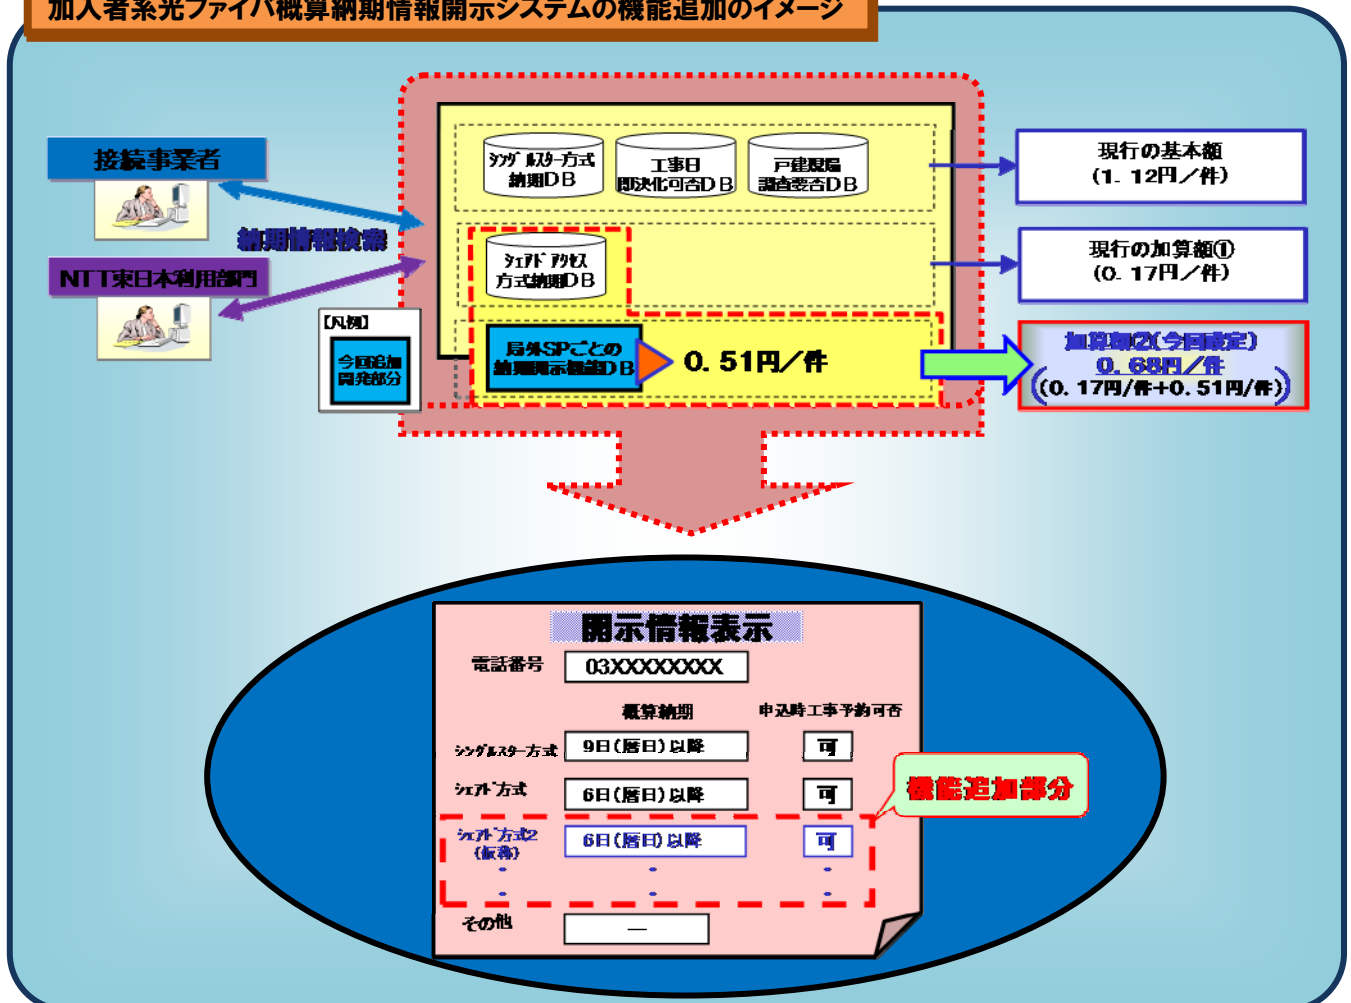 加入者系光ファイバ概算納期情報開示システムの機能追加のイメージ
接続事業者
納期情報検索
NTT東日本利用部門
【凡例】
今回追加
開発部分
シングルスター方式
納期DB
工事日
即決化可否DB
戸建現場
調査要否DB
シェアドアクセス
方式納期DB
局外SPごとの
納期開示機能DB
0.51円/件
現行の基本額
(1.12円/件)
現行の加算額①
(0.17円/件)
加算額②(今回設定)
0.68円/件
(0.17円/件+0.51円/件)
開示情報表示
電話番号 03XXXXXXXX
概算納期 申込時工事予約可否
シングルスター方式 9日(暦日)以降 可
シェアド方式 6日(暦日)以降 可
シェアド方式2
(仮称) 6日(暦日)以降 可
機能追加部分
その他 ―